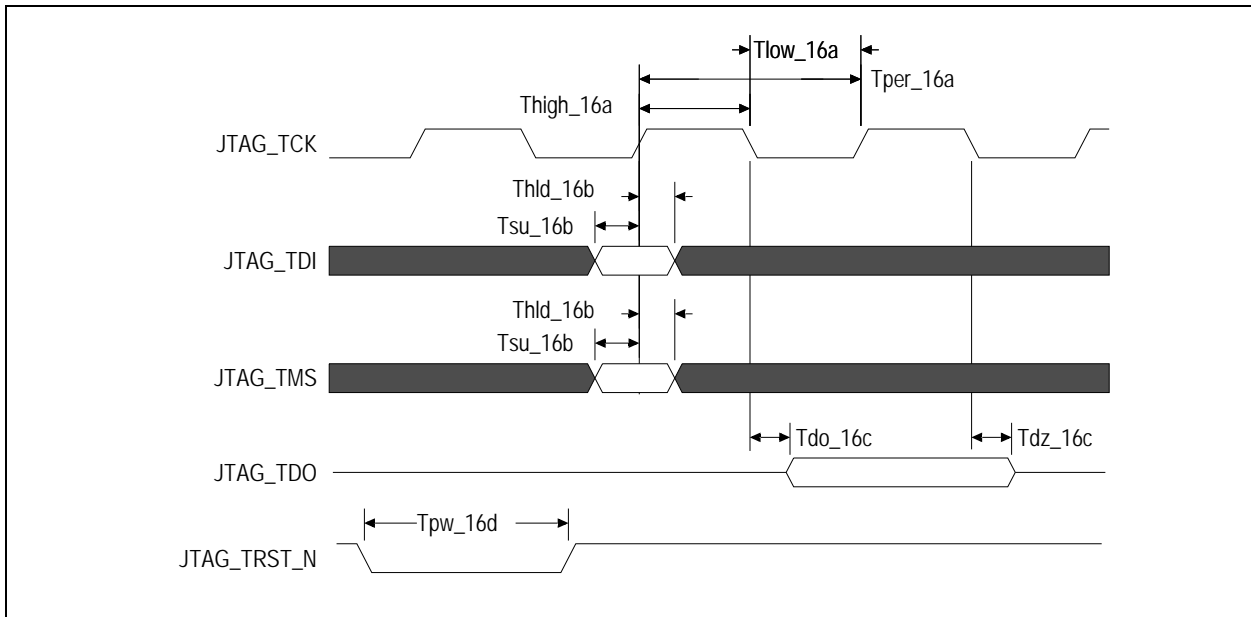 Tlow_16a
Tper_16a
Thigh_16a
JTAG_TCK
Thld_16b
Tsu_16b
JTAG_TDI
Thld_16b
Tsu_16b
JTAG_TMS
Tdo_16c
Tdz_16c
JTAG_TDO
Tpw_16d
JTAG_TRST_N